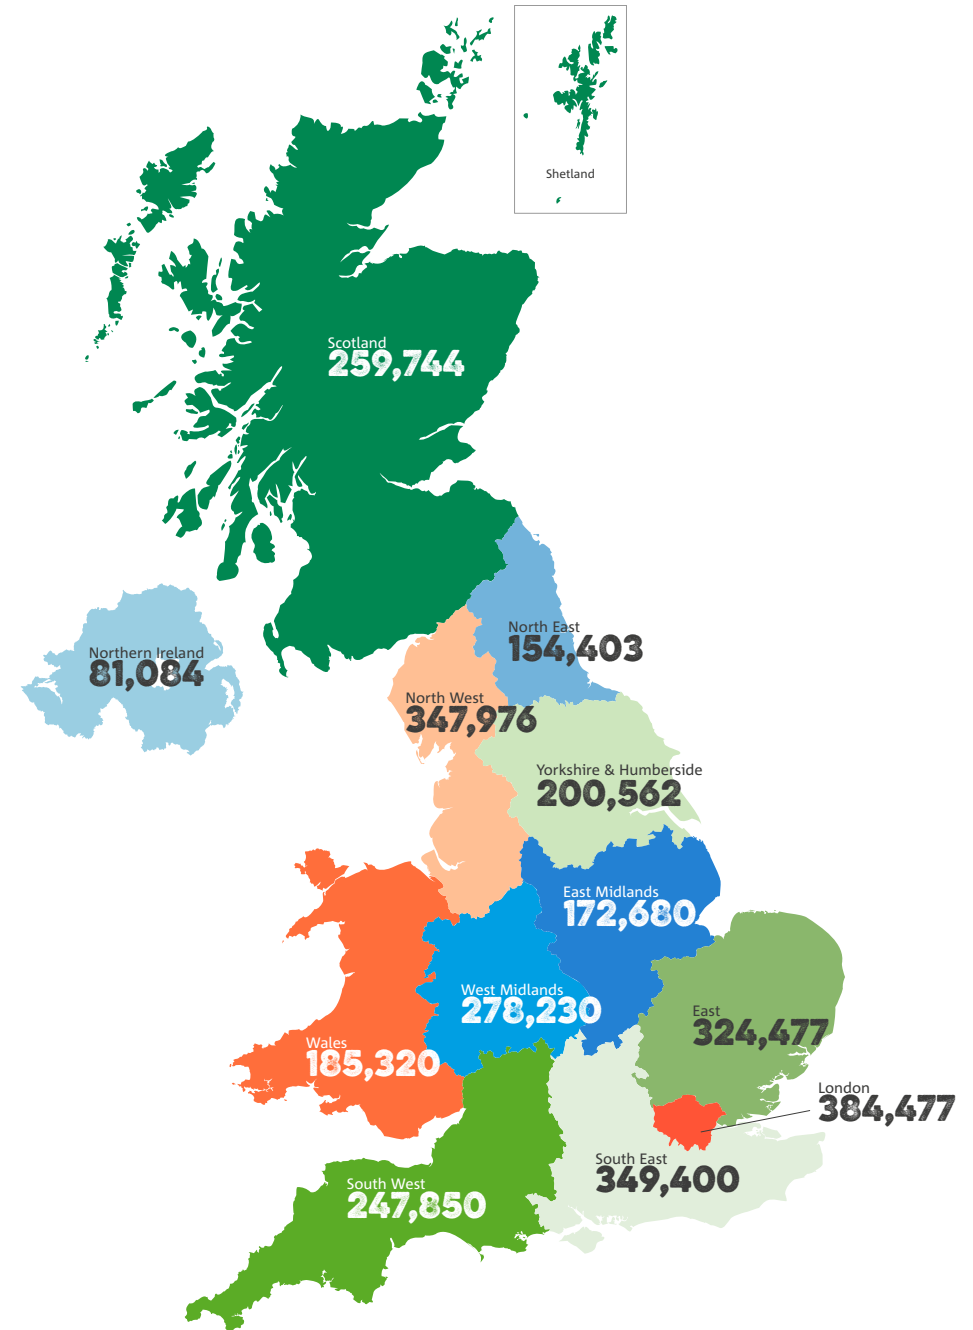 Shetland
Scotland
259,744
North East
154,403
Northern Ireland
81,084
North West
347,976
Yorkshire & Humberside
200,562
East Midlands
172,680
West Midlands
278,230
East
324,477
Wales
185,320
London
384,477
South East
349,400
South West
247,850